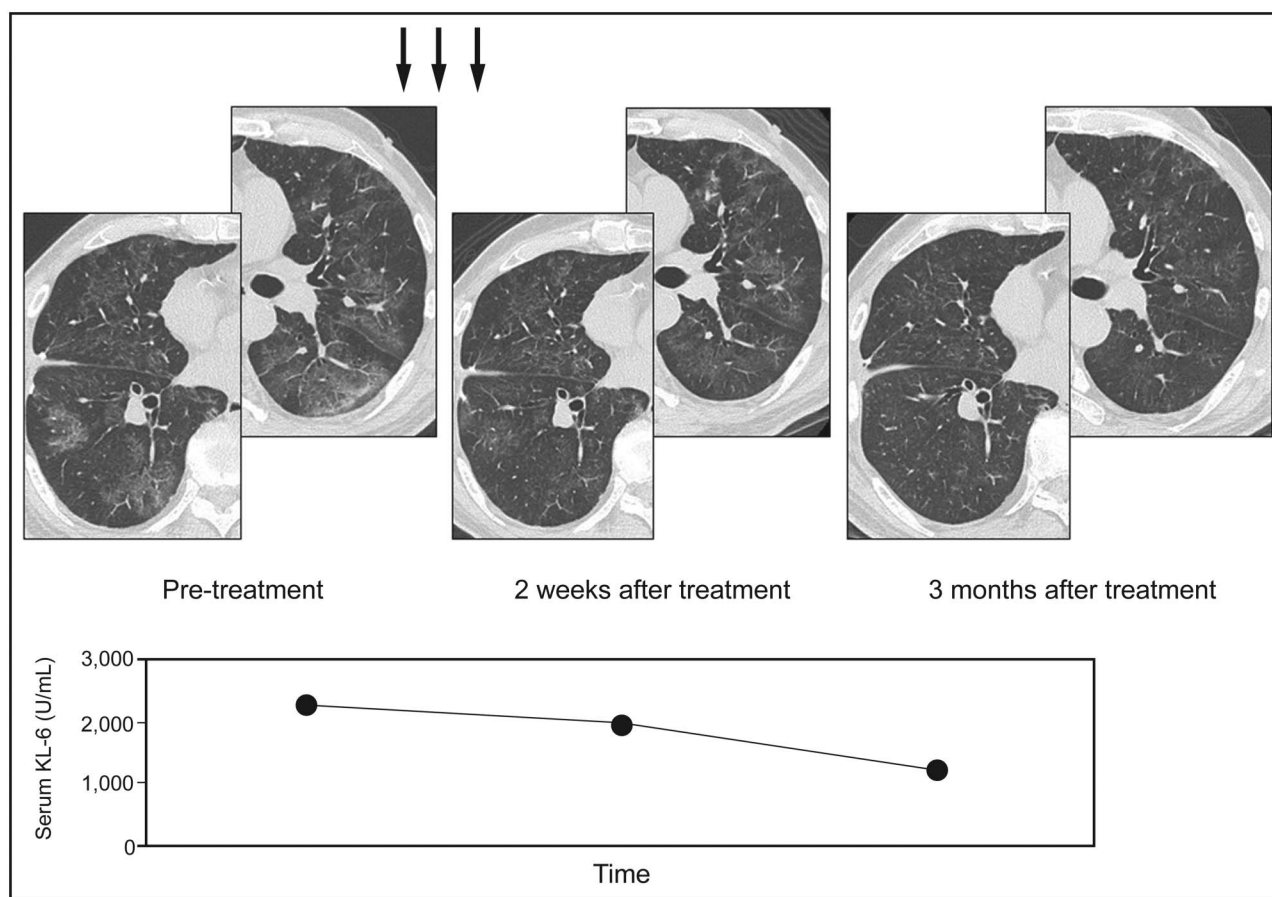 Pre-treatment
2 weeks after treatment
3 months after treatment
Serum KL-6 (U/mL)
3,000
2,000
1,000
0
Time